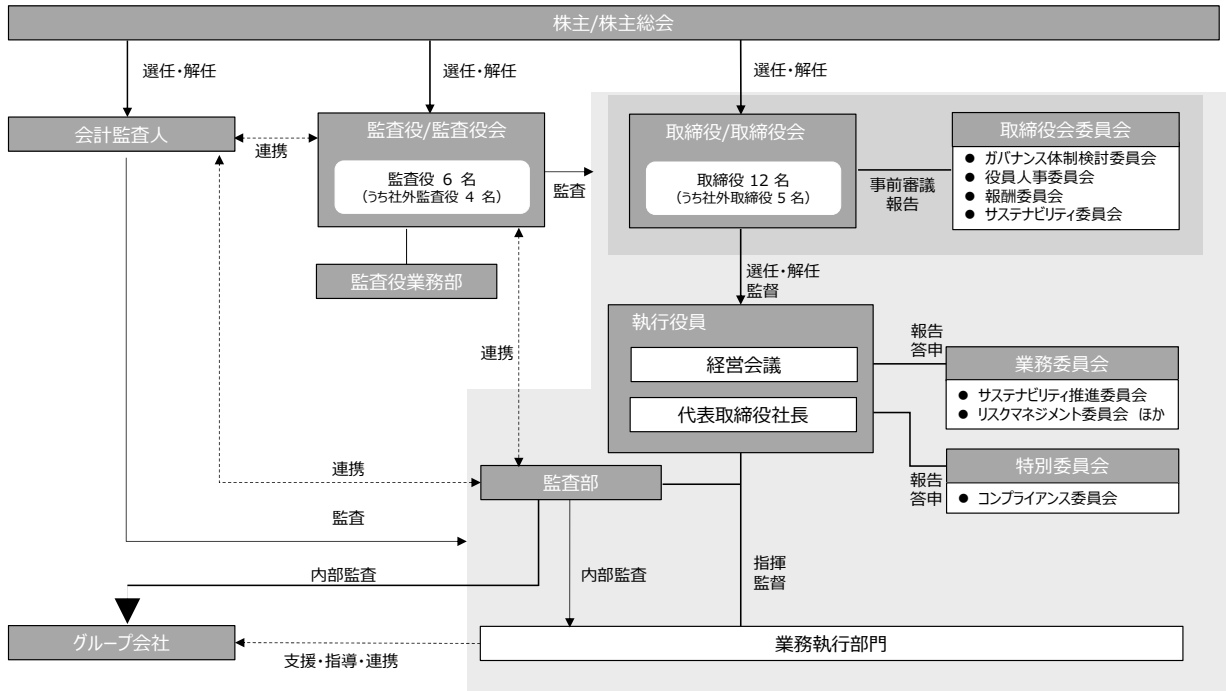 株主/株主総会
選任・解任
選任・解任
選任・解任
会計監査人
連携
監査役/監査役会
監査役 6 名
(うち社外監査役 4 名)
監査
取締役/取締役会
取締役 12 名
(うち社外取締役 5 名)
事前審議
報告
取締役会委員会
● ガバナンス体制検討委員会
● 役員人事委員会
● 報酬委員会
● サステナビリティ委員会
監査役業務部
選任・解任
監督
執行役員
経営会議
代表取締役社長
報告
答申
業務委員会
● サステナビリティ推進委員会
● リスクマネジメント委員会 ほか
連携
報告
答申
特別委員会
● コンプライアンス委員会
連携
監査部
監査
内部監査
内部監査
指揮
監督
グループ会社
支援・指導・連携
業務執行部門